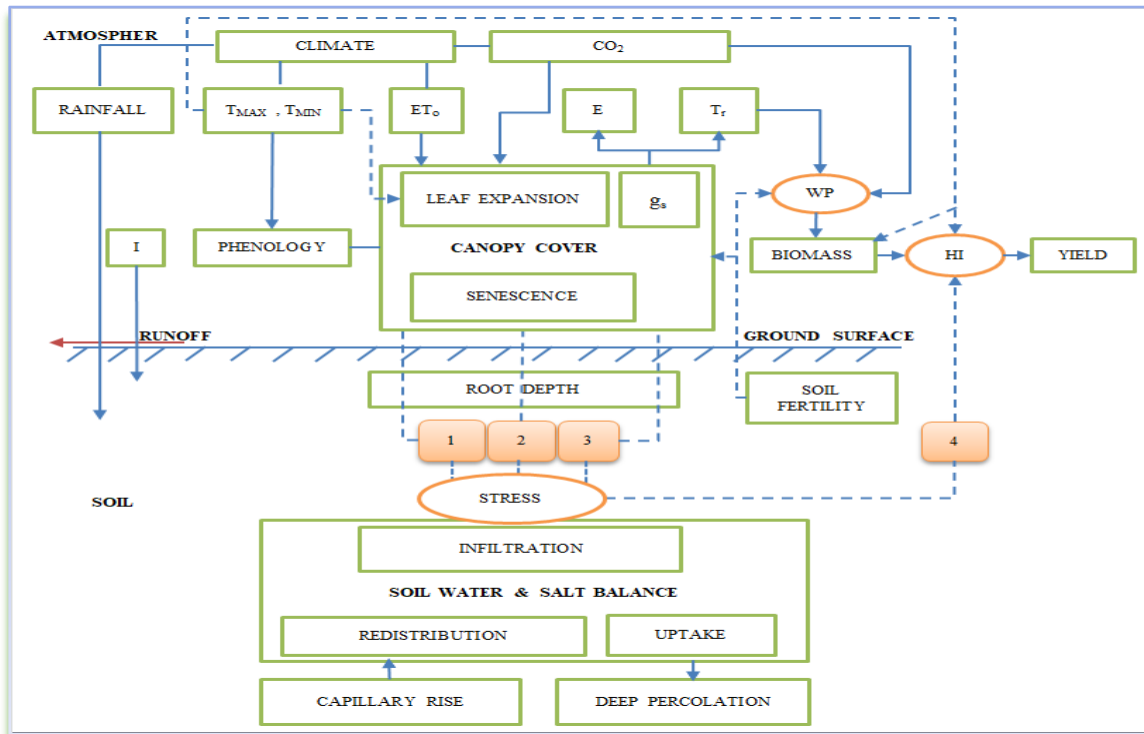 ATMOSPHER
CLIMATE
CO₂
RAINFALL
TMAX , TMIN
ETo
E
Tr
LEAF EXPANSION
gs
WP
I
PHENOLOGY
CANOPY COVER
BIOMASS
HI
YIELD
SENESCENCE
RUNOFF
GROUND SURFACE
ROOT DEPTH
SOIL
FERTILITY
1
2
3
4
SOIL
STRESS
INFILTRATION
SOIL WATER & SALT BALANCE
REDISTRIBUTION
UPTAKE
CAPILLARY RISE
DEEP PERCOLATION